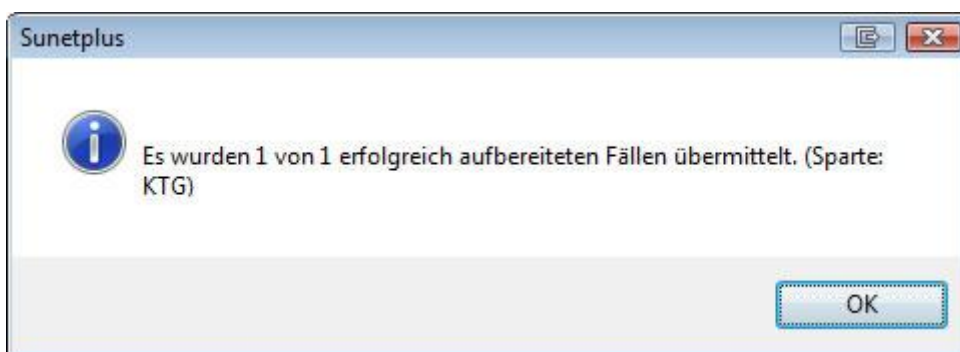 Sunetplus
Es wurden 1 von 1 erfolgreich aufbereiteten Fällen übermittelt. (Sparte:
KTG)
OK